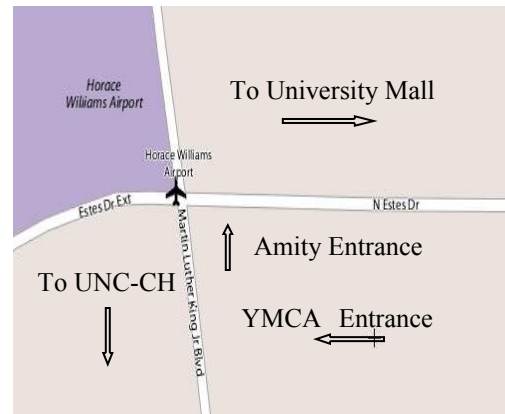 Horace
Williams Airport
To University Mall
Horace Williams
Airport
Estes Dr Ext
N Estes Dr
Martin Luther King Jr Blvd
Amity Entrance
To UNC-CH
YMCA Entrance